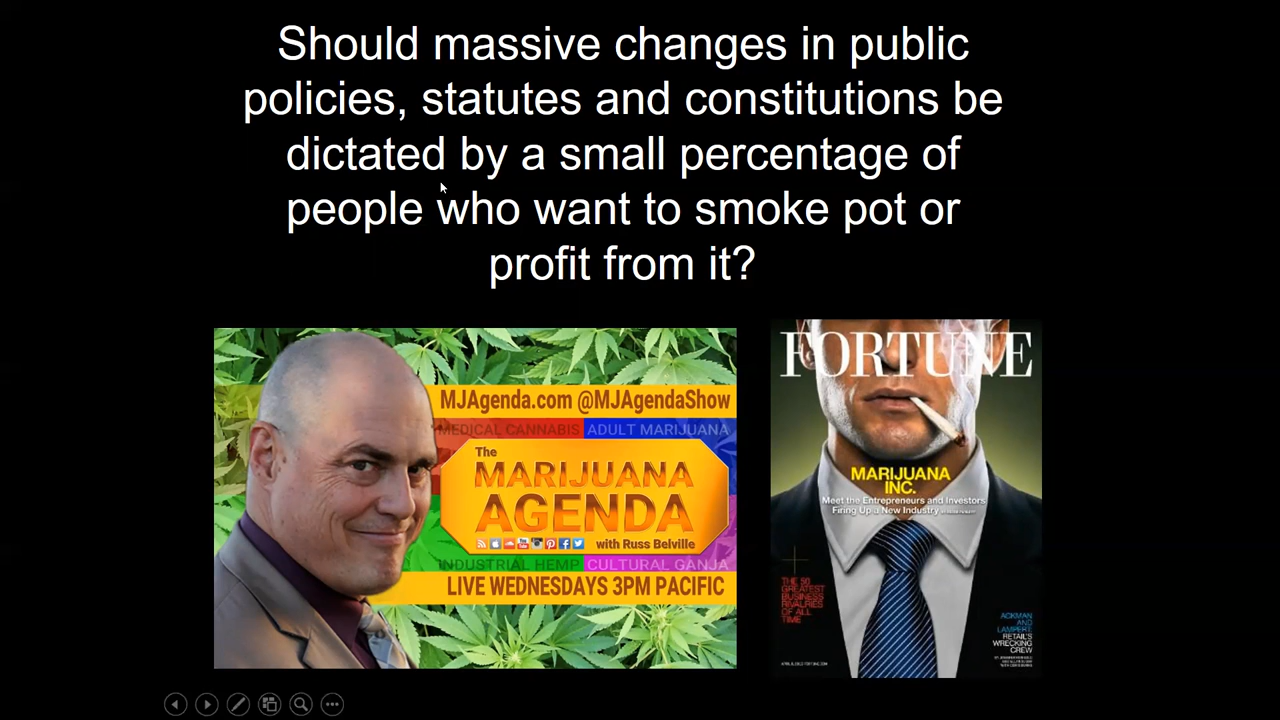 Should massive changes in public
policies, statutes and constitutions be
dictated by a small percentage of
people who want to smoke pot or
profit from it?
MJAgenda.com @MJAgendaShow
MEDICAL CANNABIS ADULT MARIJUANA
The
MARIJUANA
AGENDA
with Russ Belville
INDUSTRIAL HEMP CULTURAL GANJA
LIVE WEDNESDAYS 3PM PACIFIC
FORTUNE
MARIJUANA
INC.
Meet the Entrepreneurs and Investors
Firing Up a New Industry
THE 50
GREATEST
BUSINESS
RIVALRIES
OF ALL
TIME
ACKMAN
AND
LAMPERT:
RETAIL'S
WRECKING
CREW